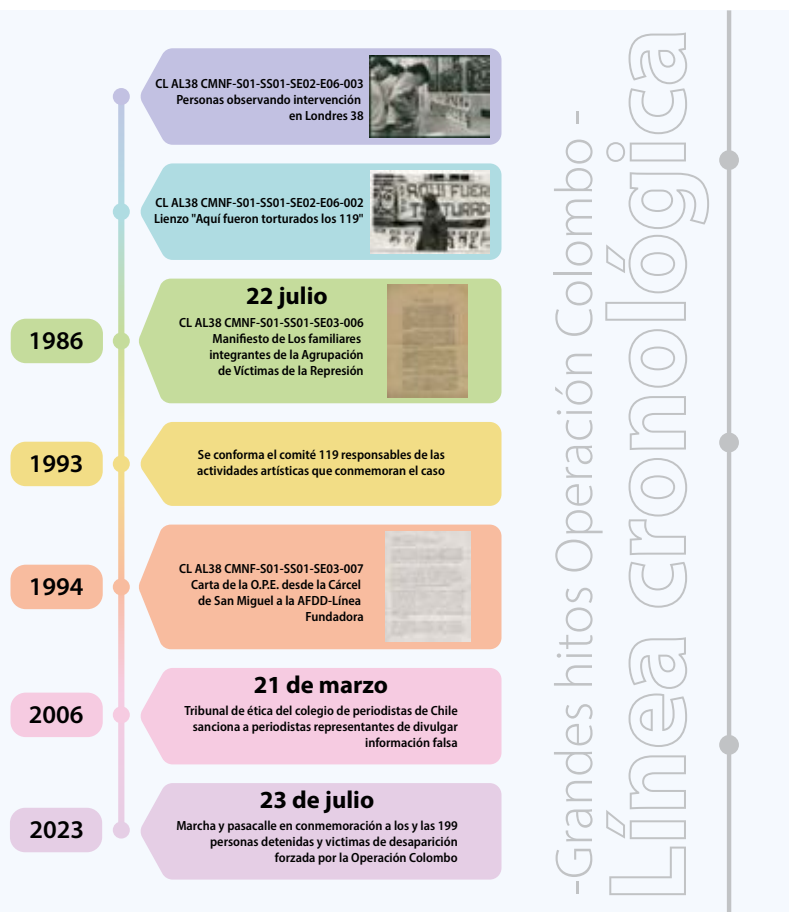 CL AL38 CMNF-S01-SS01-SE02-E06-003
Personas observando intervención
en Londres 38
CL AL38 CMNF-S01-SS01-SE02-E06-002
Lienzo "Aquí fueron torturados los 119"
AQUI FUER
TORTURADO
1986
22 julio
CL AL38 CMNF-S01-SS01-SE03-006
Manifiesto de Los familiares
integrantes de la Agrupación
de Víctimas de la Represión
1993
Se conforma el comité 119 responsables de las
actividades artísticas que conmemoran el caso
1994
CL AL38 CMNF-S01-SS01-SE03-007
Carta de la O.P.E. desde la Cárcel
de San Miguel a la AFDD-Línea
Fundadora
2006
21 de marzo
Tribunal de ética del colegio de periodistas de Chile
sanciona a periodistas representantes de divulgar
información falsa
2023
23 de julio
Marcha y pasacalle en conmemoración a los y las 199
personas detenidas y victimas de desaparición
forzada por la Operación Colombo
-Grandes hitos Operación Colombo -
Línea cronológica